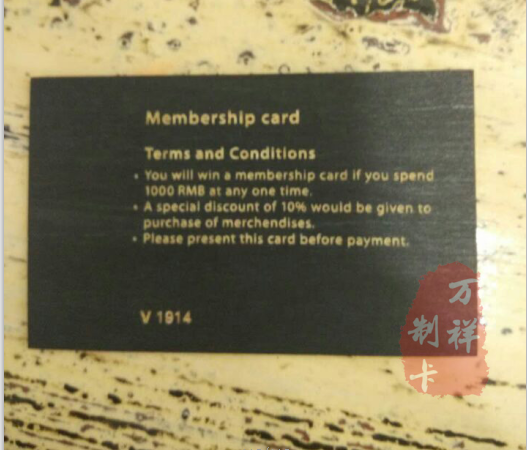 Membership card
Terms and Conditions
• You will win a membership card if you spend
1000 RMB at any one time.
• A special discount of 10% would be given to
purchase of merchendises.
• Please present this card before payment.
V 1914
万祥
制卡